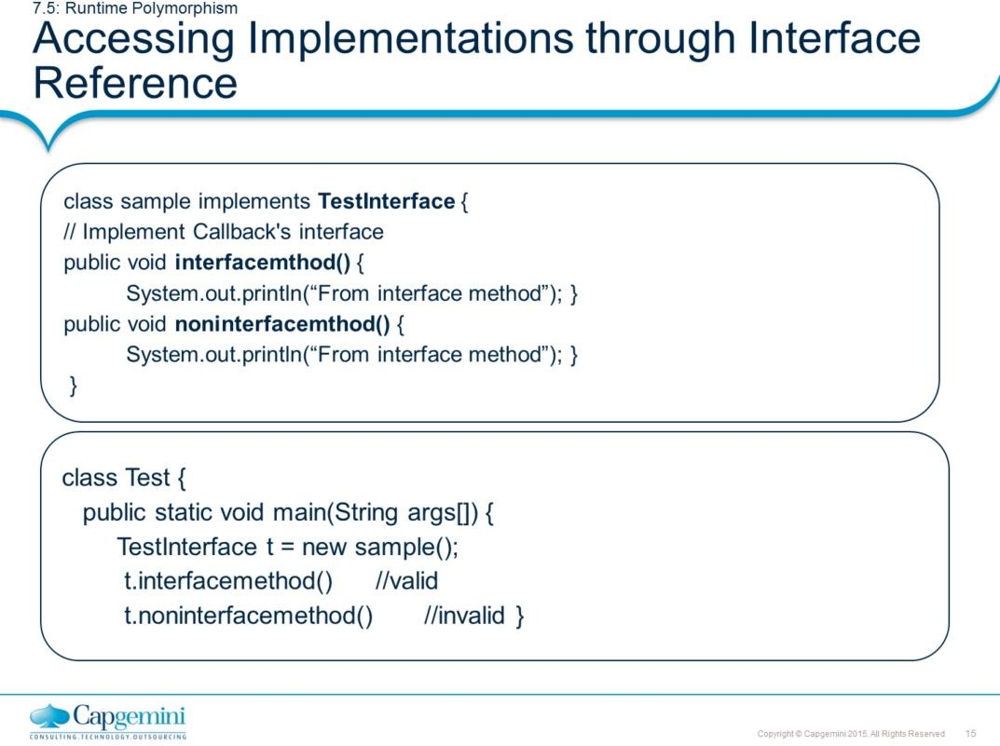 7.5: Runtime Polymorphism
Accessing Implementations through Interface
Reference
class sample implements TestInterface {
// Implement Callback's interface
public void interfacemthod() {
System.out.println(“From interface method”); }
public void noninterfacemthod() {
System.out.println(“From interface method”); }
}
class Test {
public static void main(String args[]) {
TestInterface t = new sample();
t.interfacemethod() //valid
t.noninterfacemethod() //invalid }
Capgemini
CONSULTING.TECHNOLOGY.OUTSOURCING
Copyright © Capgemini 2015. All Rights Reserved 15